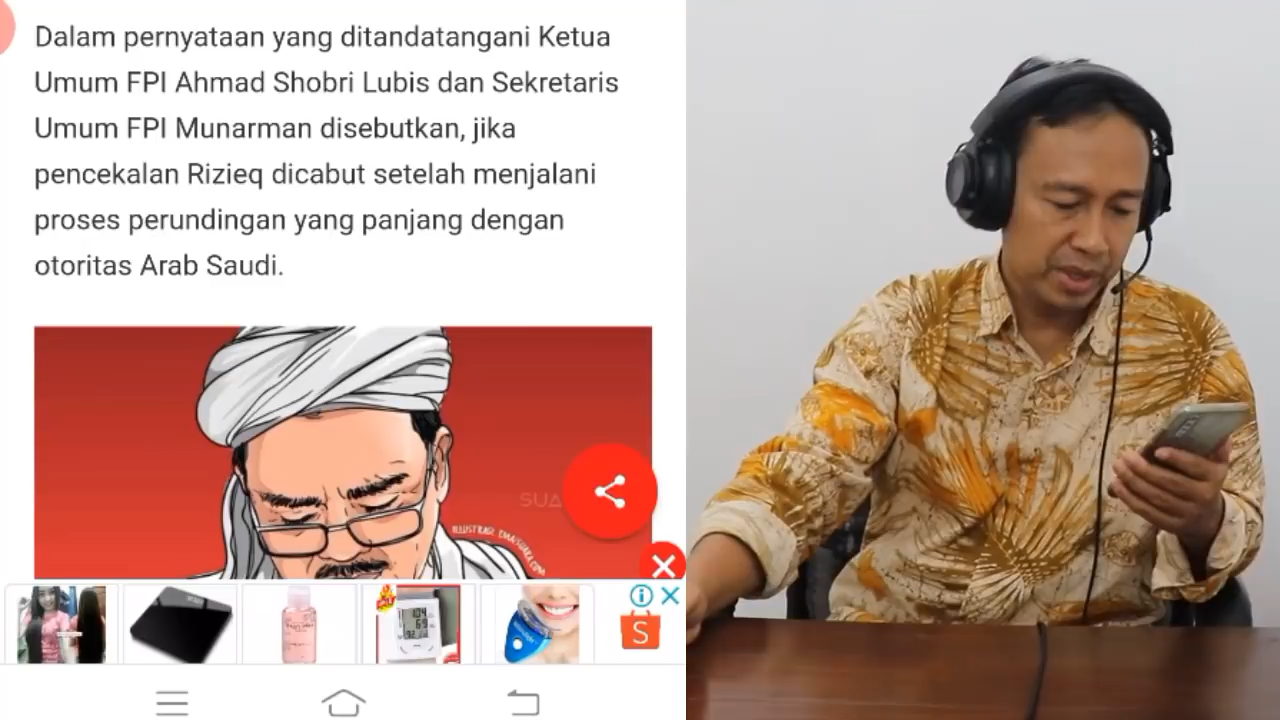 Dalam pernyataan yang ditandatangani Ketua
Umum FPI Ahmad Shobri Lubis dan Sekretaris
Umum FPI Munarman disebutkan, jika
pencekalan Rizieq dicabut setelah menjalani
proses perundingan yang panjang dengan
otoritas Arab Saudi.
SUA